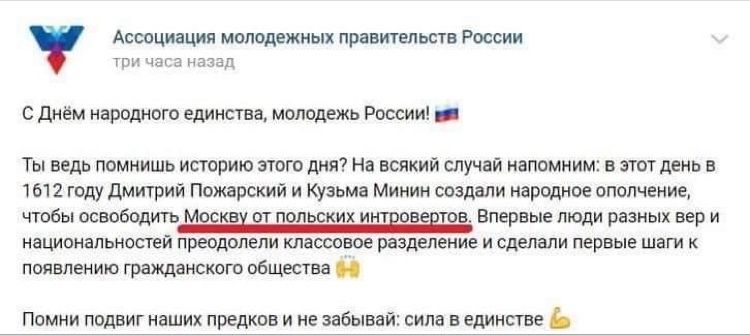 Ассоциация молодежных правительств России
три часа назад
С Днём народного единства, молодежь России! 🇷🇺
Ты ведь помнишь историю этого дня? На всякий случай напомним: в этот день в
1612 году Дмитрий Пожарский и Кузьма Минин создали народное ополчение,
чтобы освободить Москву от польских интровертов. Впервые люди разных вер и
национальностей преодолели классовое разделение и сделали первые шаги к
появлению гражданского общества 🙌
Помни подвиг наших предков и не забывай: сила в единстве 💪